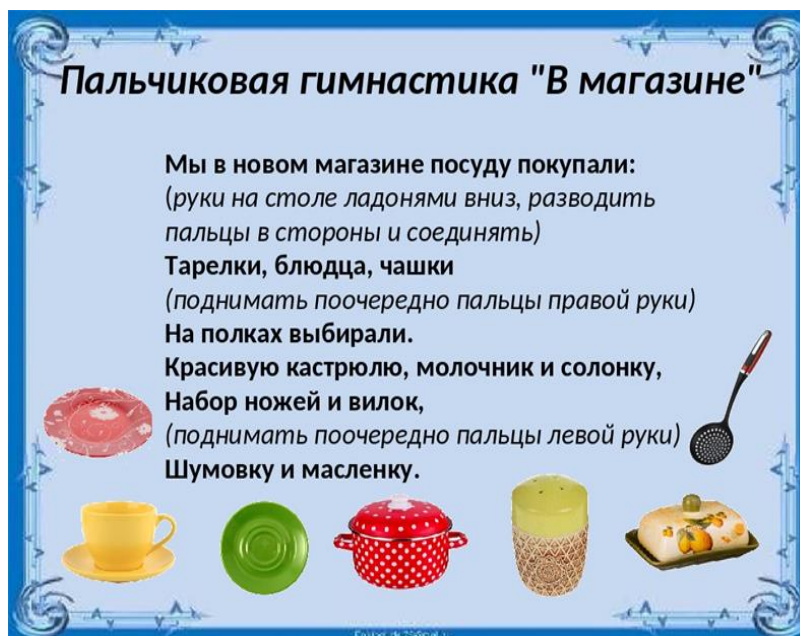 Пальчиковая гимнастика "В магазине"
Мы в новом магазине посуду покупали:
(руки на столе ладонями вниз, разводить
пальцы в стороны и соединять)
Тарелки, блюдца, чашки
(поднимать поочередно пальцы правой руки)
На полках выбирали.
Красивую кастрюлю, молочник и солонку,
Набор ножей и вилок,
(поднимать поочередно пальцы левой руки)
Шумовку и масленку.